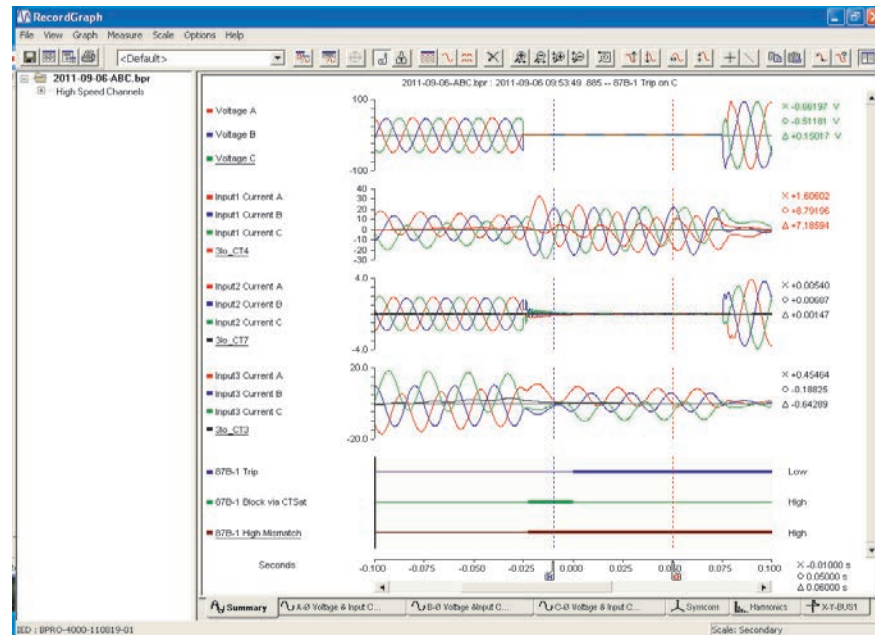 RecordGraph
File View Graph Measure Scale Options Help
<Default>
2011-09-06-ABC.bpr
High Speed Channels
2011-09-06-ABC.bpr : 2011-09-06 09:53:49 885 -- 87B-1 Trip on C
Voltage A
Voltage B
Voltage C
100
-100
X -0.66197 V
O -0.51181 V
Δ +0.15017 V
Input1 Current A
Input1 Current B
Input1 Current C
3Io_CT4
40
30
20
10
0
-10
-20
-30
X +1.60602
O +8.79196
Δ +7.18594
Input2 Current A
Input2 Current B
Input2 Current C
3Io_CT7
4.0
-4.0
X +0.00540
O +0.00687
Δ +0.00147
Input3 Current A
Input3 Current B
Input3 Current C
3Io_CT3
20.0
-20.0
X +0.45464
O -0.18825
Δ -0.64289
87B-1 Trip Low
87B-1 Block via CTSat High
87B-1 High Mismatch High
Seconds
-0.100 -0.075 -0.050 -0.025 0.000 0.025 0.050 0.075 0.100
X -0.01000 s
O 0.05000 s
Δ 0.06000 s
Summary A-Ø Voltage & Input C... B-Ø Voltage &Input C... C-Ø Voltage & Input C... Symcont Harmonics X-T-BUS1
IED : BPRO-4000-110819-01 Scale: Secondary